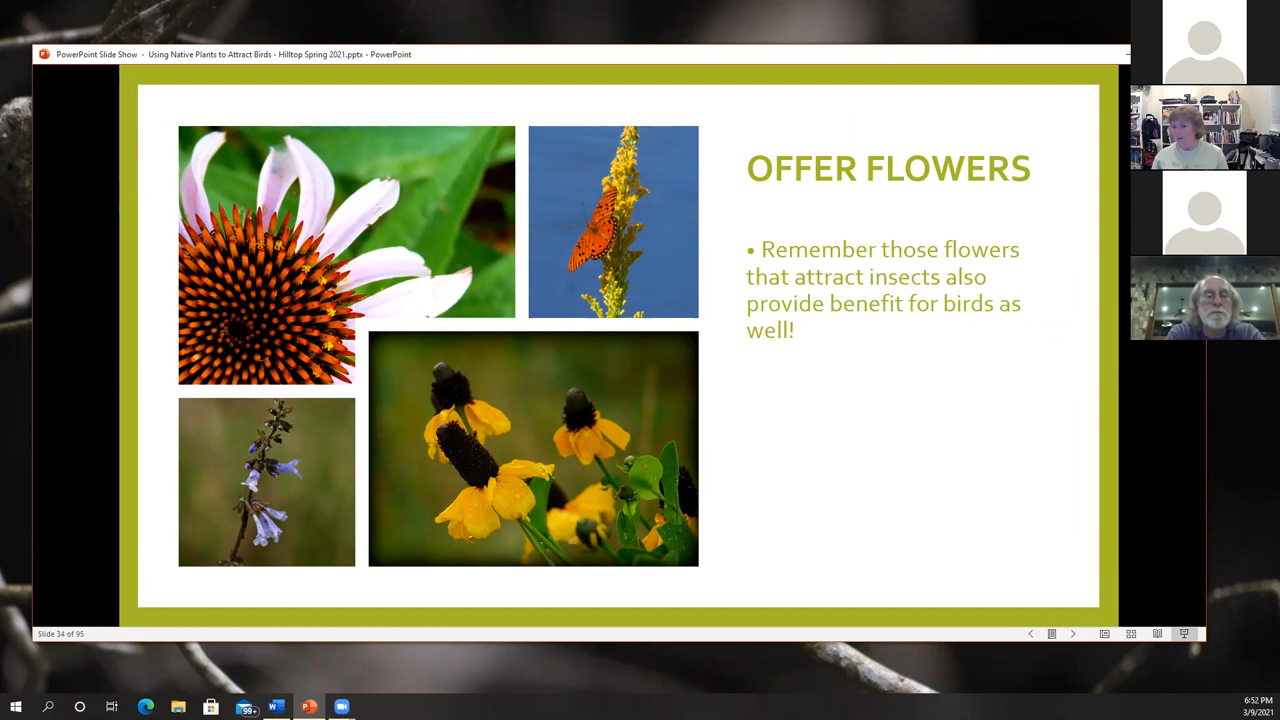 PowerPoint Slide Show - Using Native Plants to Attract Birds - Hilltop Spring 2021.pptx - PowerPoint
OFFER FLOWERS
• Remember those flowers
that attract insects also
provide benefit for birds as
well!
Slide 34 of 95
99+
6:52 PM
3/9/2021